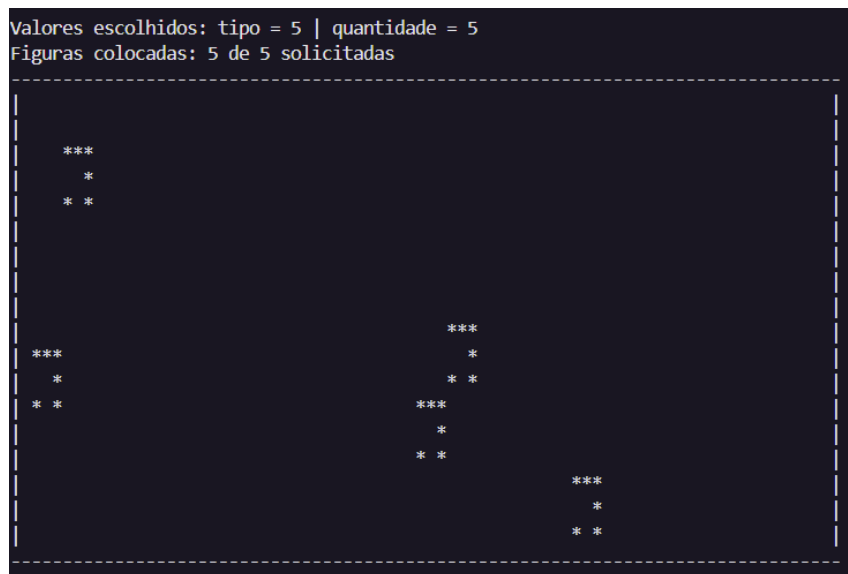 Valores escolhidos: tipo = 5 | quantidade = 5
Figuras colocadas: 5 de 5 solicitadas
--------------------------------------------------------------------------------
|                                                                              |
|                                                                              |
|    ***                                                                       |
|      *                                                                       |
|    * *                                                                       |
|                                                                              |
|                                                                              |
|                                                                              |
|                                                                              |
|                                         ***                                  |
| ***                                       *                                  |
|   *                                     * *                                  |
| * *                                  ***                                     |
|                                        *                                     |
|                                      * *                                     |
|                                                     ***                      |
|                                                       *                      |
|                                                     * *                      |
--------------------------------------------------------------------------------